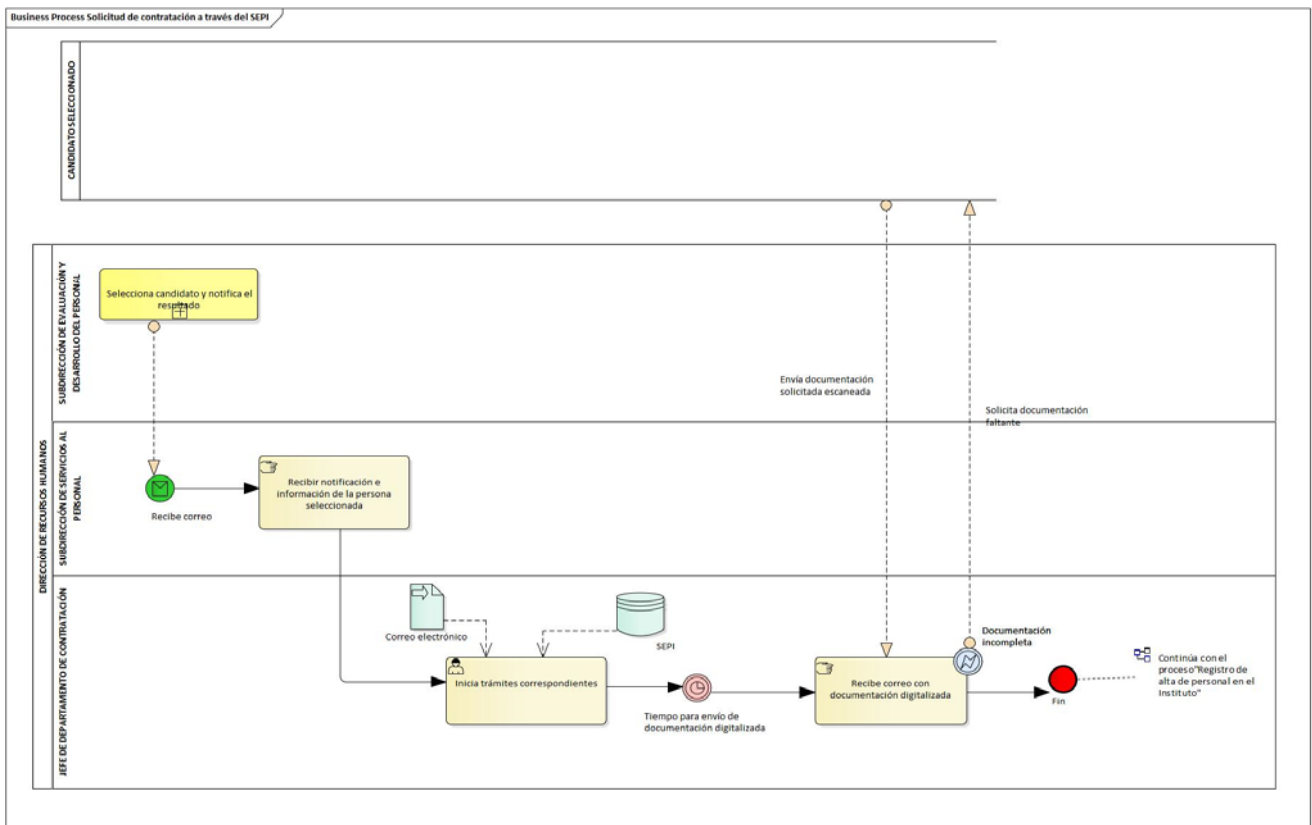 Business Process Solicitud de contratación a través del SEPI
CANDIDATO SELECCIONADO
DIRECCIÓN DE RECURSOS HUMANOS
SUBDIRECCIÓN DE EVALUACIÓN Y
DESARROLLO DEL PERSONAL
Selecciona candidato y notifica el
resultado
Envía documentación
solicitada escaneada
Solicita documentación
faltante
SUBDIRECCIÓN DE SERVICIOS AL
PERSONAL
Recibe correo
Recibir notificación e
información de la persona
seleccionada
JEFE DE DEPARTAMENTO DE CONTRATACIÓN
Correo electrónico
SEPI
Inicia trámites correspondientes
Tiempo para envío de
documentación digitalizada
Recibe correo con
documentación digitalizada
Documentación
incompleta
Fin
Continúa con el
proceso"Registro de
alta de personal en el
Instituto"